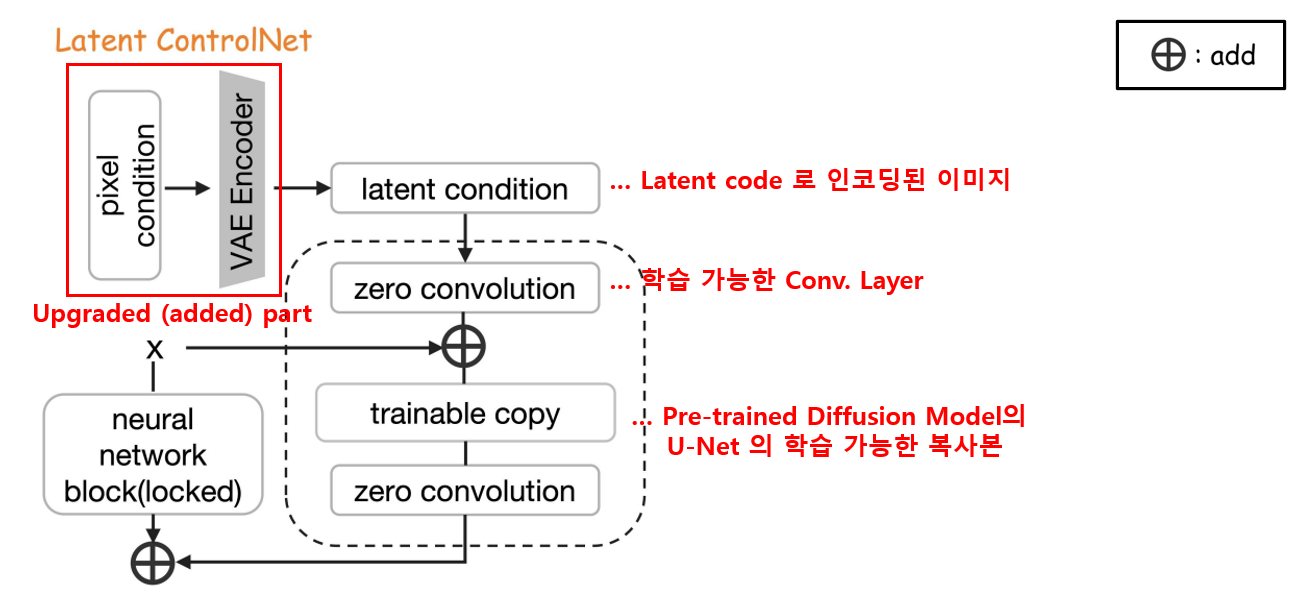 Latent ControlNet
⊕ : add
pixel
condition
VAE Encoder
latent condition
... Latent code 로 인코딩된 이미지
zero convolution
... 학습 가능한 Conv. Layer
Upgraded (added) part
x
neural
network
block(locked)
trainable copy
... Pre-trained Diffusion Model의
U-Net 의 학습 가능한 복사본
zero convolution